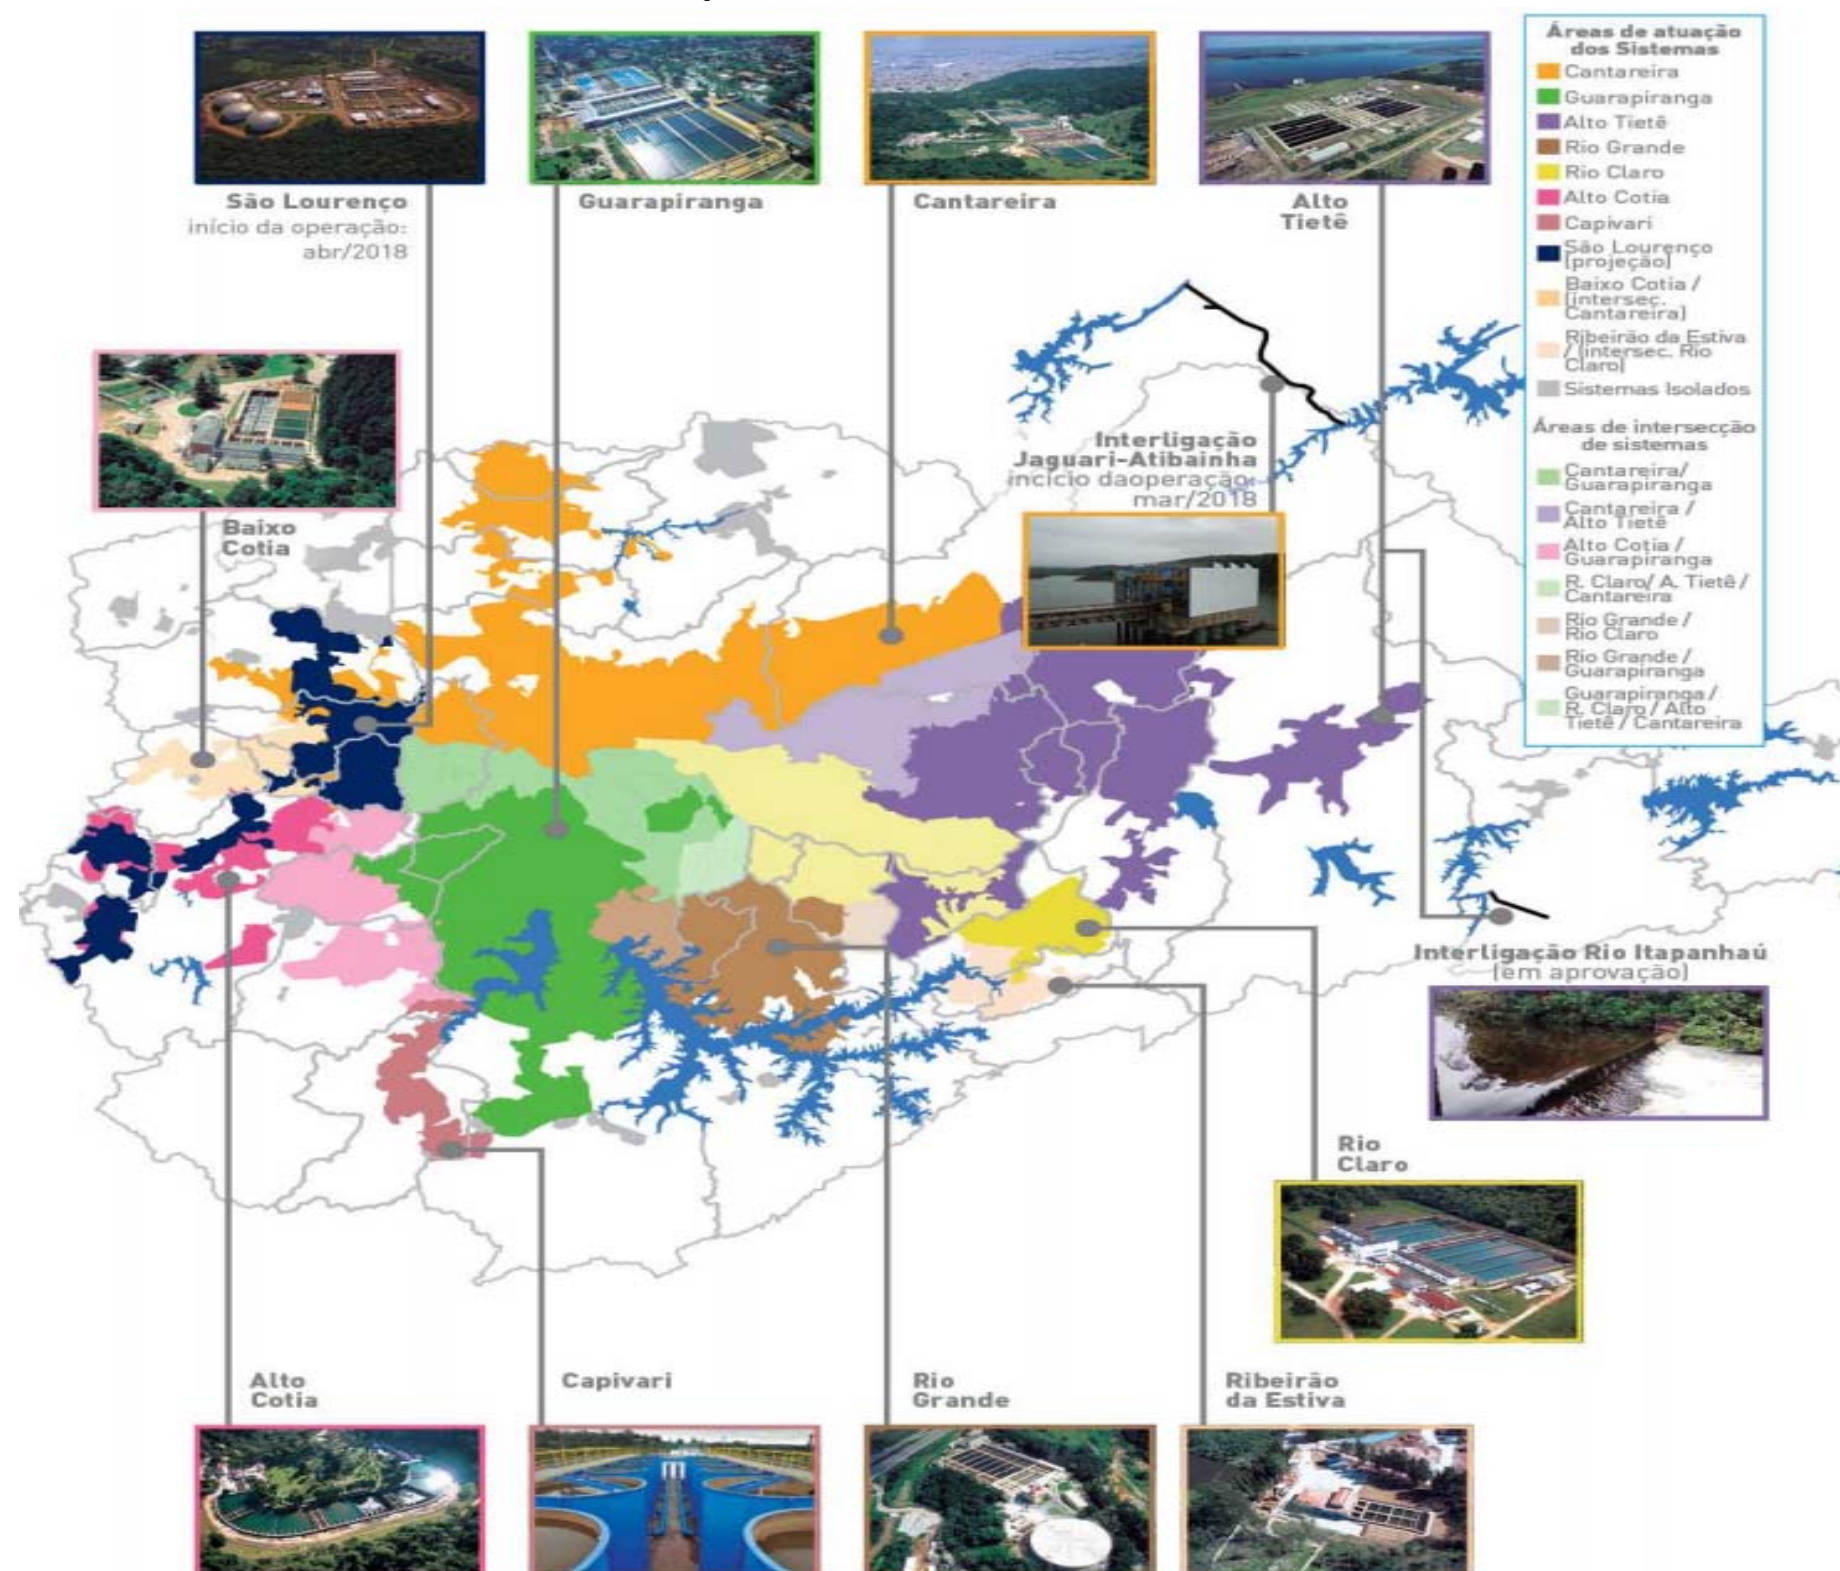 São Lourenço
início da operação:
abr/2018
Guarapiranga
Cantareira
Alto
Tietê
Baixo
Cotia
Interligação
Jaguari-Atibainha
incício daoperação:
mar/2018
Interligação Rio Itapanhaú
(em aprovação)
Rio
Claro
Alto
Cotia
Capivari
Rio
Grande
Ribeirão
da Estiva
Áreas de atuação
dos Sistemas
Cantareira
Guarapiranga
Alto Tietê
Rio Grande
Rio Claro
Alto Cotia
Capivari
São Lourenço
(projeção)
Baixo Cotia /
(intersec.
Cantareira)
Ribeirão da Estiva
/ (intersec. Rio
Claro)
Sistemas Isolados
Áreas de intersecção
de sistemas
Cantareira/
Guarapiranga
Cantareira /
Alto Tietê
Alto Cotia /
Guarapiranga
R. Claro/ A. Tietê /
Cantareira
Rio Grande /
Rio Claro
Rio Grande /
Guarapiranga
Guarapiranga /
R. Claro / Alto
Tietê / Cantareira